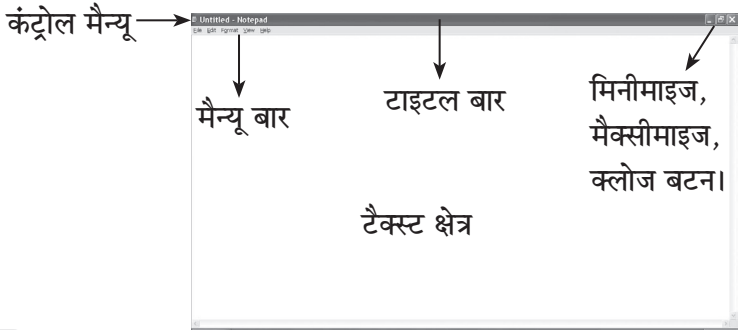 कंट्रोल मैन्यू
Untitled - Notepad
File Edit Format View Help
मैन्यू बार
टाइटल बार
मिनीमाइज,
मैक्सीमाइज,
क्लोज बटन।
टैक्स्ट क्षेत्र